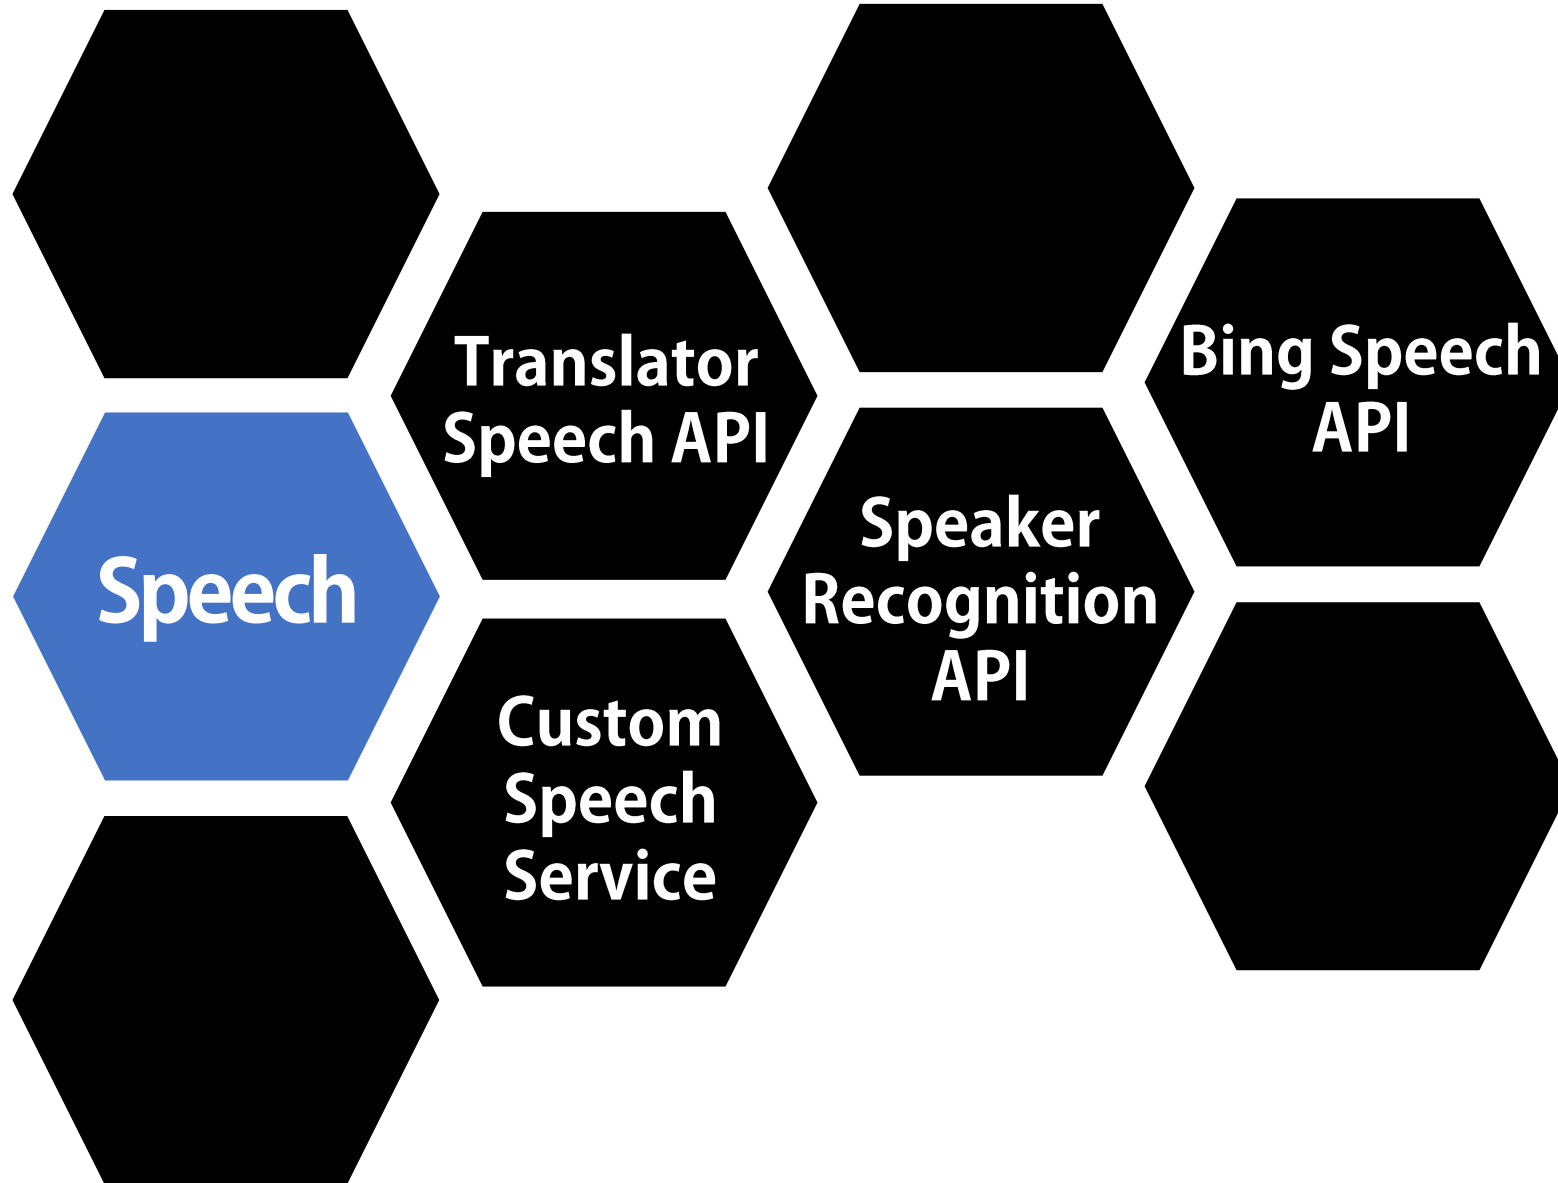 Speech
Translator
Speech API
Custom
Speech
Service
Speaker
Recognition
API
Bing Speech
API